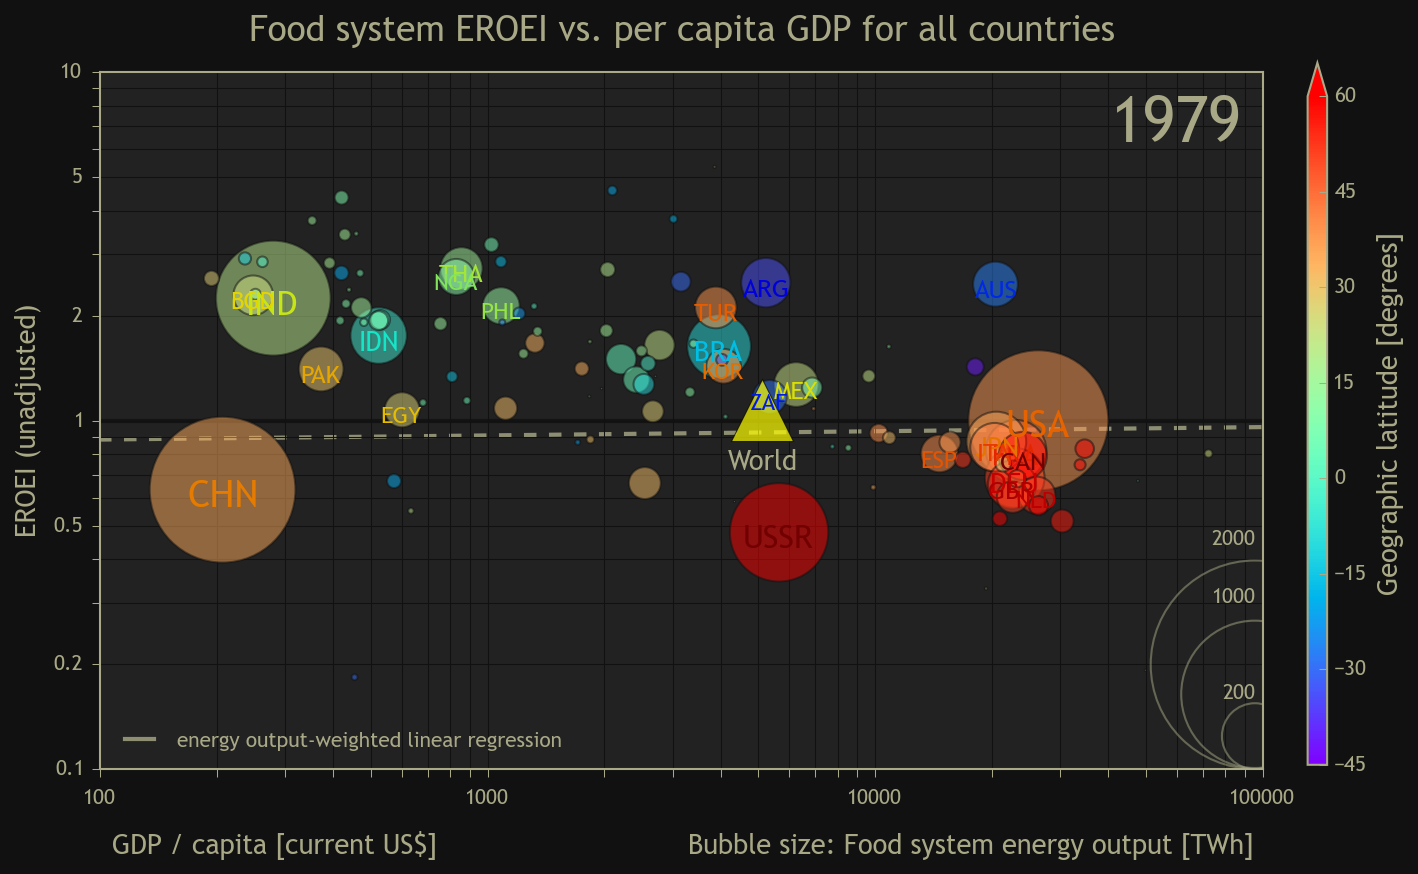 Food system EROEI vs. per capita GDP for all countries
1979
EROEI (unadjusted)
10
5
2
1
0.5
0.2
0.1
THA
NGA
IND
BGD
PHL
IDN
PAK
EGY
CHN
ARG
TUR
BRA
KOR
MEX
ZAF
World
USSR
AUS
USA
ITA
ESP
CAN
DEU
GBR
NLD
2000
1000
200
energy output-weighted linear regression
100
1000
10000
100000
GDP / capita [current US$]
Bubble size: Food system energy output [TWh]
60
45
30
15
0
−15
−30
−45
Geographic latitude [degrees]